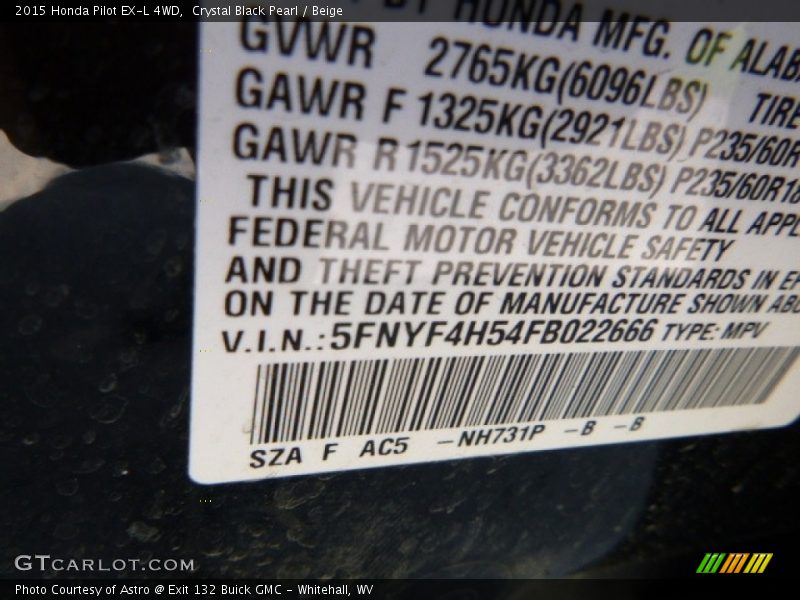 2015 Honda Pilot EX-L 4WD, Crystal Black Pearl / Beige
BY HONDA MFG. OF ALABA
GVWR 2765KG(6096LBS) TIRE
GAWR F 1325KG(2921LBS) P235/60R
GAWR R 1525KG(3362LBS) P235/60R18
THIS VEHICLE CONFORMS TO ALL APPL
FEDERAL MOTOR VEHICLE SAFETY
AND THEFT PREVENTION STANDARDS IN EF
ON THE DATE OF MANUFACTURE SHOWN ABO
V.I.N.: 5FNYF4H54FB022666 TYPE: MPV
SZA F AC5 -NH731P -B -8
GTCARLOT.COM
Photo Courtesy of Astro @ Exit 132 Buick GMC - Whitehall, WV